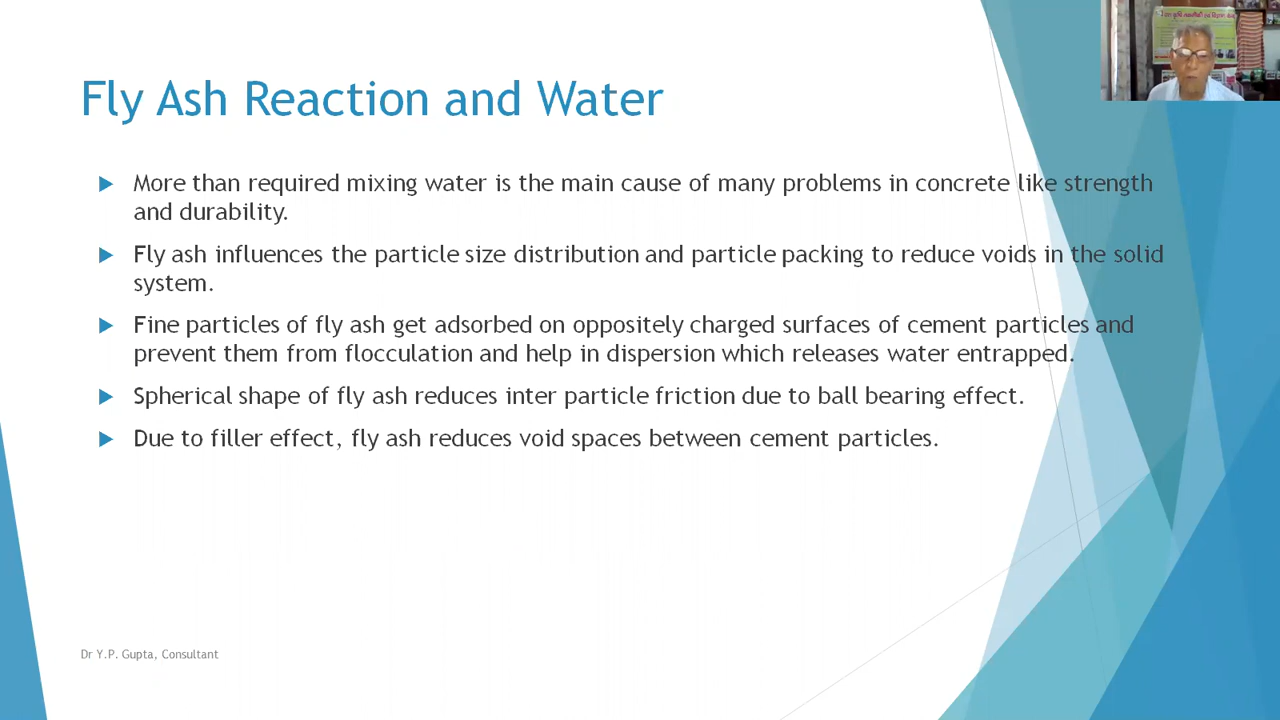 Fly Ash Reaction and Water
More than required mixing water is the main cause of many problems in concrete like strength
and durability.
Fly ash influences the particle size distribution and particle packing to reduce voids in the solid
system.
Fine particles of fly ash get adsorbed on oppositely charged surfaces of cement particles and
prevent them from flocculation and help in dispersion which releases water entrapped.
Spherical shape of fly ash reduces inter particle friction due to ball bearing effect.
Due to filler effect, fly ash reduces void spaces between cement particles.
Dr Y.P. Gupta, Consultant